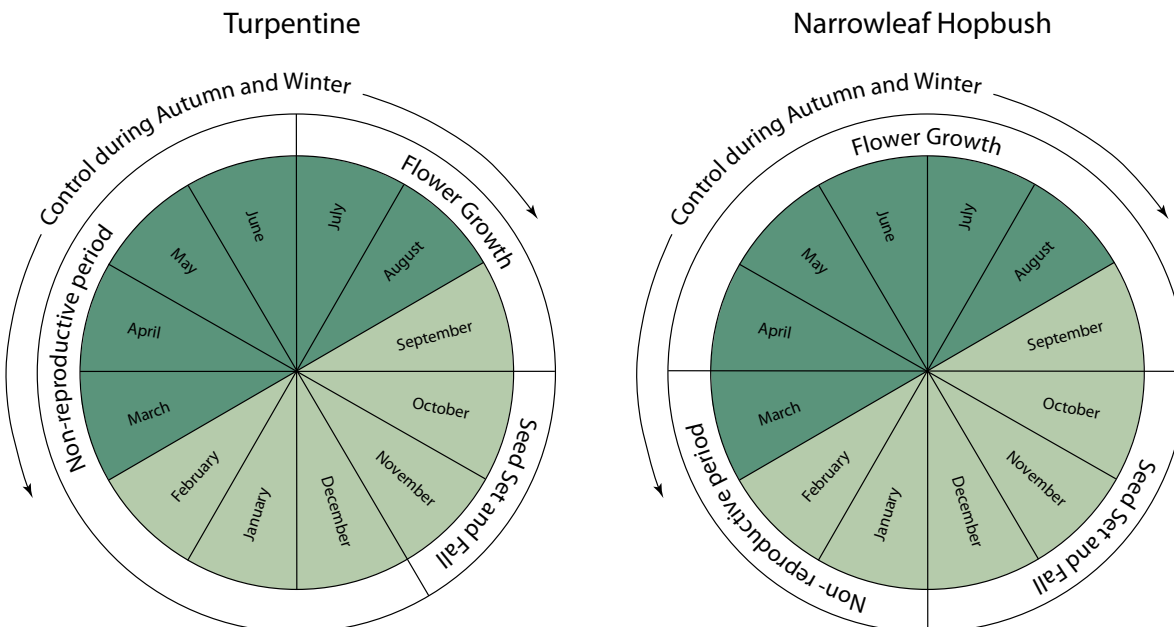 Turpentine
Control during Autumn and Winter
Flower Growth
Seed Set and Fall
Non-reproductive period
July
August
September
October
November
December
January
February
March
April
May
June
Narrowleaf Hopbush
Control during Autumn and Winter
Flower Growth
Seed Set and Fall
Non- reproductive period
July
August
September
October
November
December
January
February
March
April
May
June